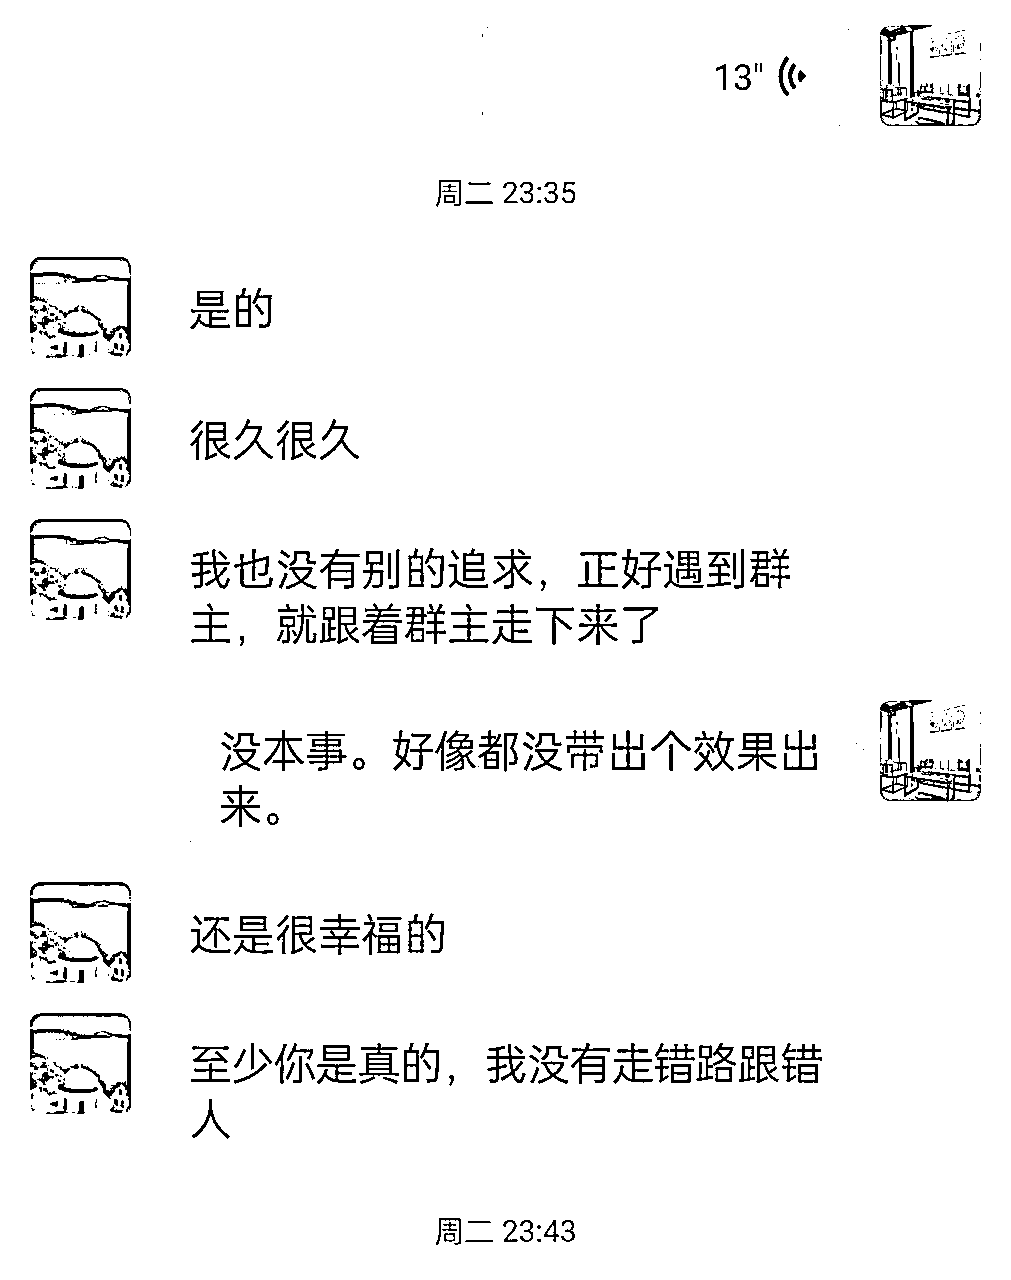 13"
周二 23:35
是的
很久很久
我也没有别的追求，正好遇到群
主，就跟着群主走下来了
没本事。好像都没带出个效果出
来。
还是很幸福的
至少你是真的，我没有走错路跟错
人
周二 23:43